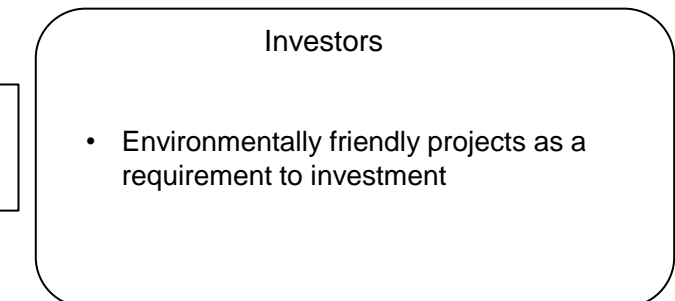 Investors
• Environmentally friendly projects as a
requirement to investment